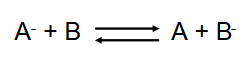 A- + B ⇌ A + B-